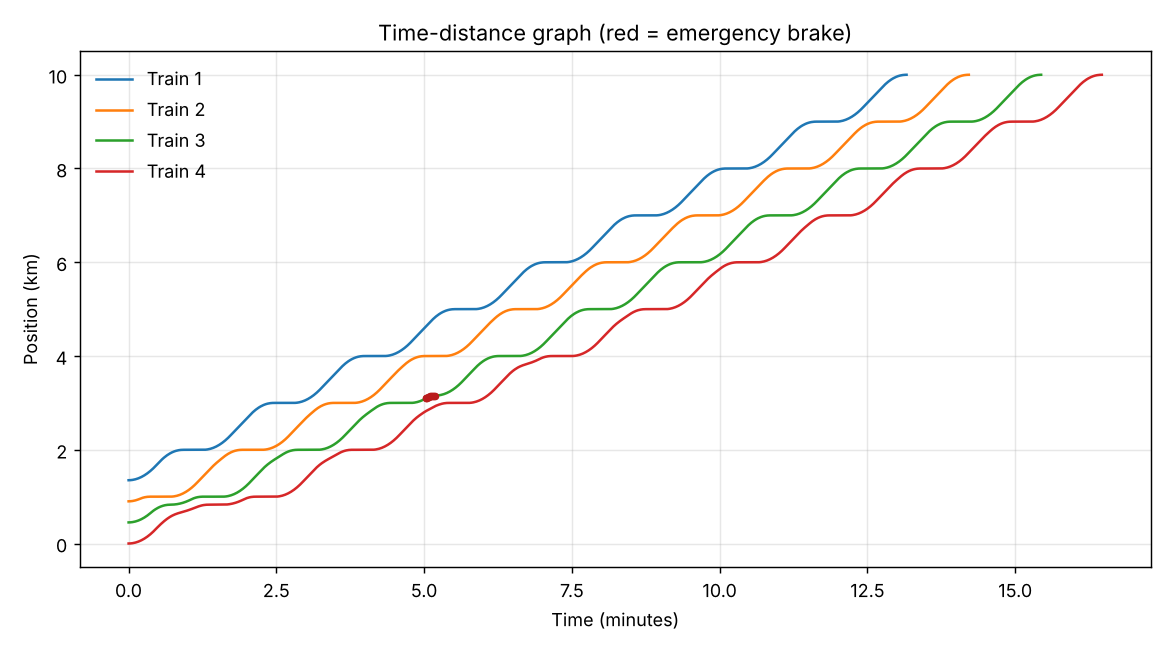 Time-distance graph (red = emergency brake)
Train 1
Train 2
Train 3
Train 4
Position (km)
10
8
6
4
2
0
0.0 2.5 5.0 7.5 10.0 12.5 15.0
Time (minutes)